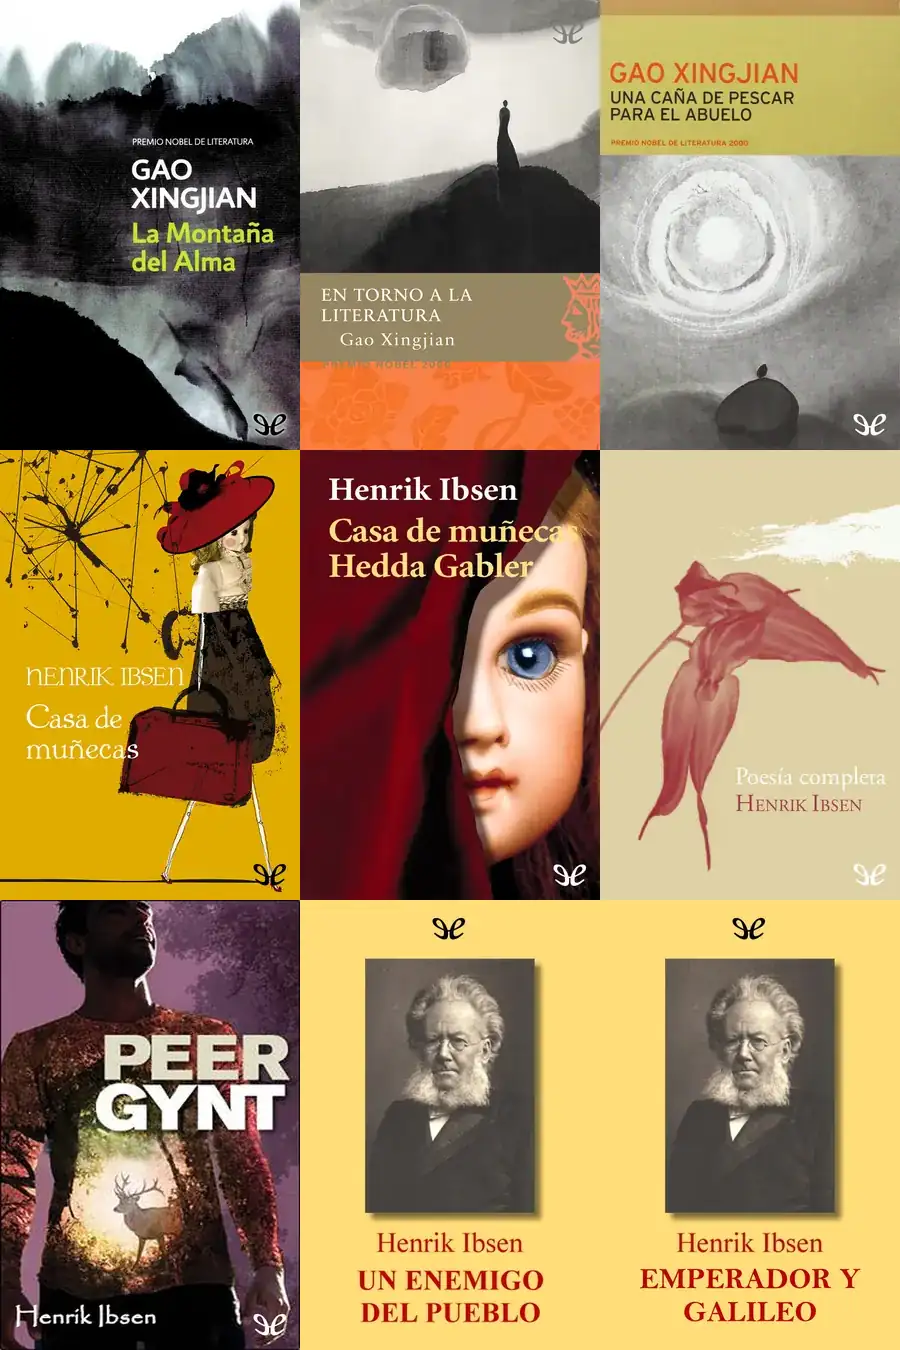 PREMIO NOBEL DE LITERATURA
GAO
XINGJIAN
La Montaña
del Alma
EN TORNO A LA
LITERATURA
Gao Xingjian
PREMIO NOBEL 2000
GAO XINGJIAN
UNA CAÑA DE PESCAR
PARA EL ABUELO
PREMIO NOBEL DE LITERATURA 2000
HENRIK IBSEN
Casa de
muñecas
Henrik Ibsen
Casa de muñecas
Hedda Gabler
Poesía completa
HENRIK IBSEN
PEER
GYNT
Henrik Ibsen
Henrik Ibsen
UN ENEMIGO
DEL PUEBLO
Henrik Ibsen
EMPERADOR Y
GALILEO